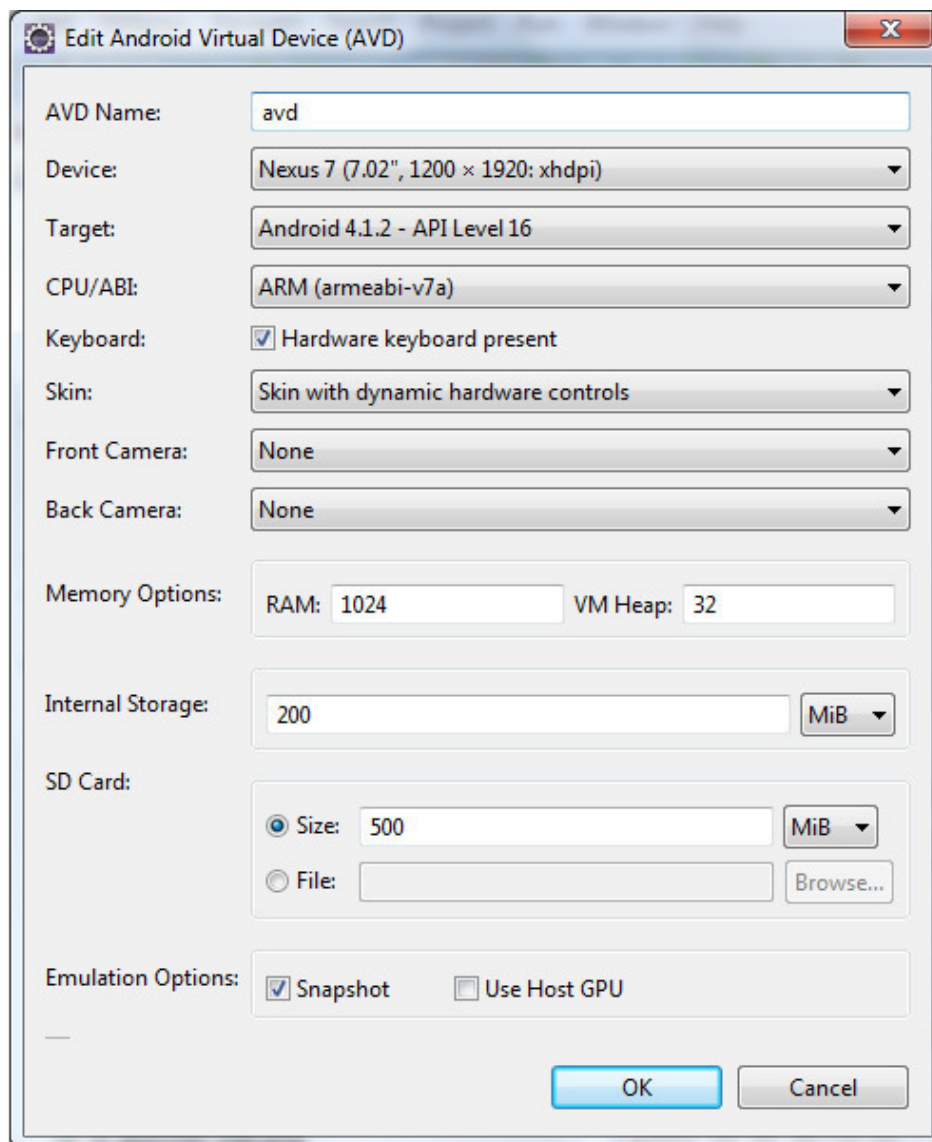 Edit Android Virtual Device (AVD)
AVD Name: avd
Device: Nexus 7 (7.02", 1200 × 1920: xhdpi)
Target: Android 4.1.2 - API Level 16
CPU/ABI: ARM (armeabi-v7a)
Keyboard: Hardware keyboard present
Skin: Skin with dynamic hardware controls
Front Camera: None
Back Camera: None
Memory Options: RAM: 1024 VM Heap: 32
Internal Storage: 200 MiB
SD Card:
Size: 500 MiB
File: Browse...
Emulation Options: Snapshot Use Host GPU
OK Cancel